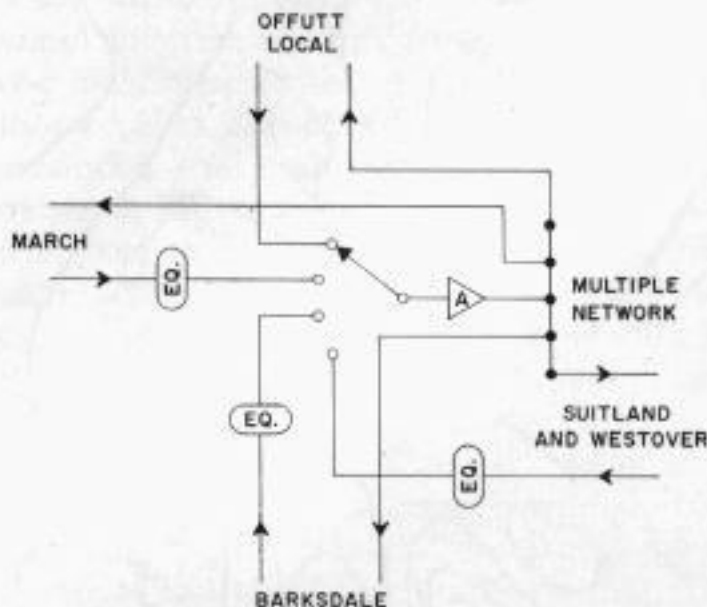 OFFUTT
LOCAL
MARCH
EQ.
A
MULTIPLE
NETWORK
EQ.
SUITLAND
AND WESTOVER
EQ.
BARKSDALE